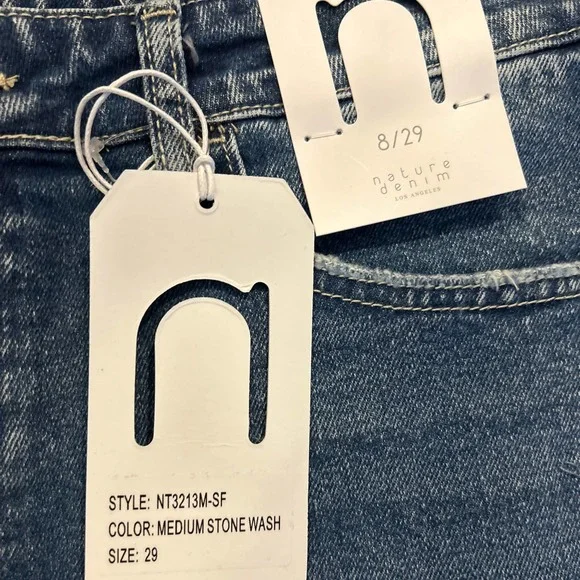 8/29
nature
denim
LOS ANGELES
STYLE: NT3213M-SF
COLOR: MEDIUM STONE WASH
SIZE: 29